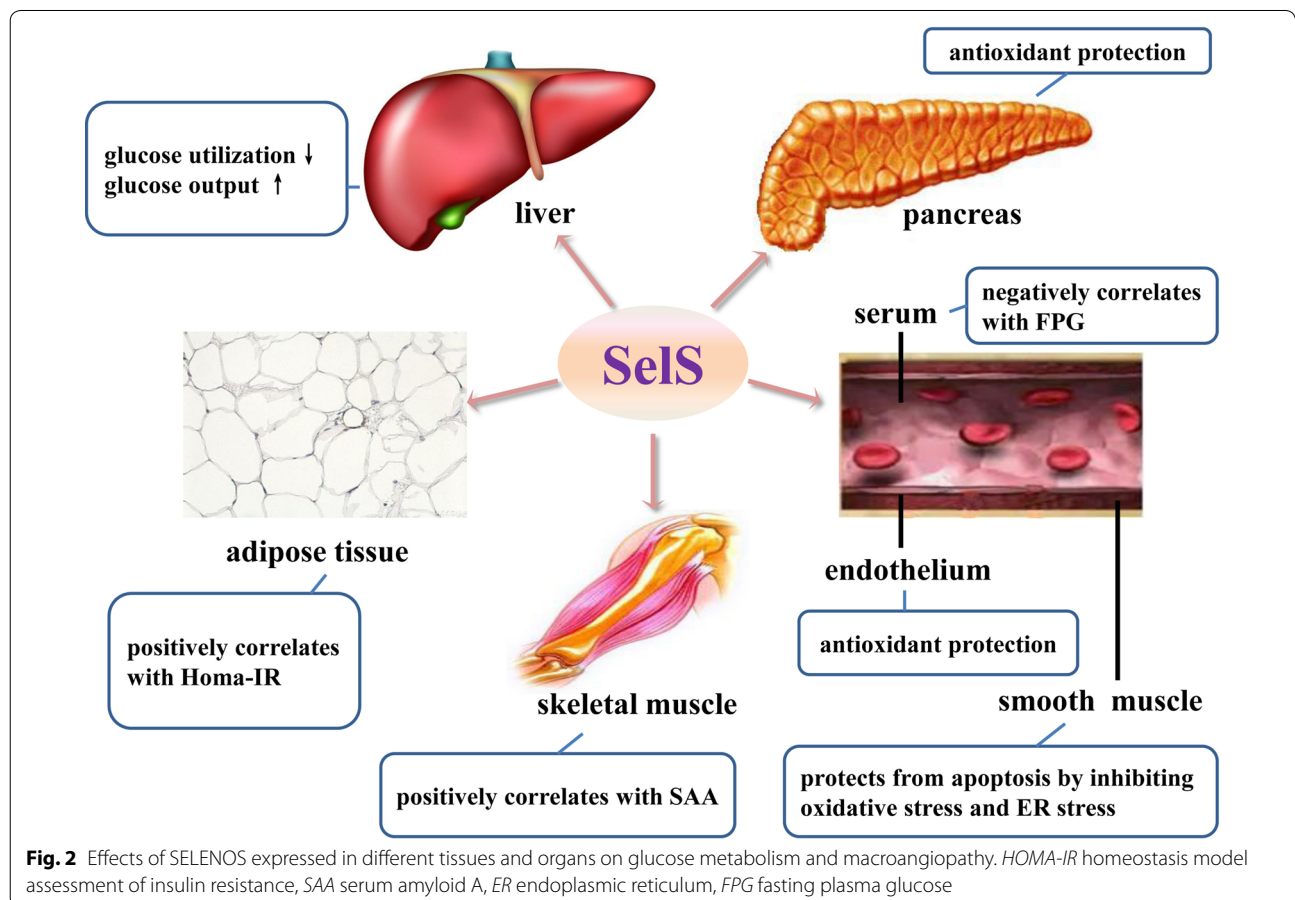 antioxidant protection
glucose utilization ↓
glucose output ↑
liver
pancreas
negatively correlates
with FPG
serum
SelS
adipose tissue
endothelium
positively correlates
with Homa-IR
antioxidant protection
skeletal muscle
smooth muscle
positively correlates with SAA
protects from apoptosis by inhibiting
oxidative stress and ER stress
Fig. 2 Effects of SELENOS expressed in different tissues and organs on glucose metabolism and macroangiopathy. HOMA-IR homeostasis model
assessment of insulin resistance, SAA serum amyloid A, ER endoplasmic reticulum, FPG fasting plasma glucose